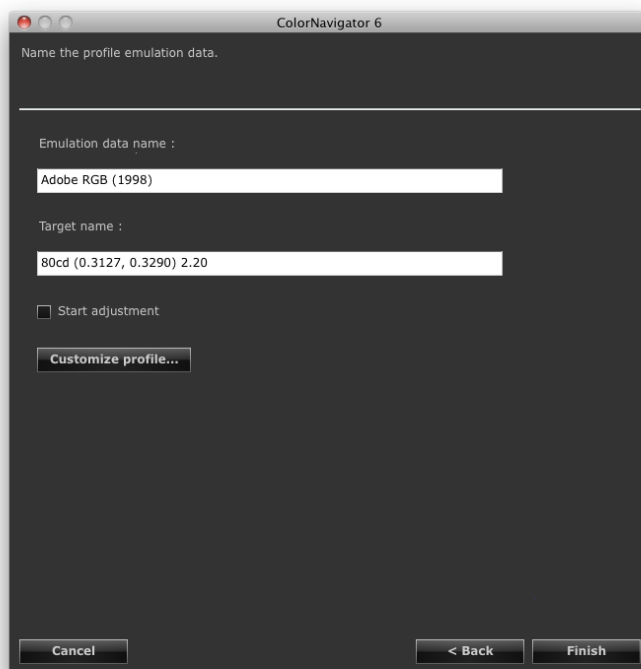 ColorNavigator 6
Name the profile emulation data.
Emulation data name :
Adobe RGB (1998)
Target name :
80cd (0.3127, 0.3290) 2.20
Start adjustment
Customize profile...
Cancel
< Back
Finish